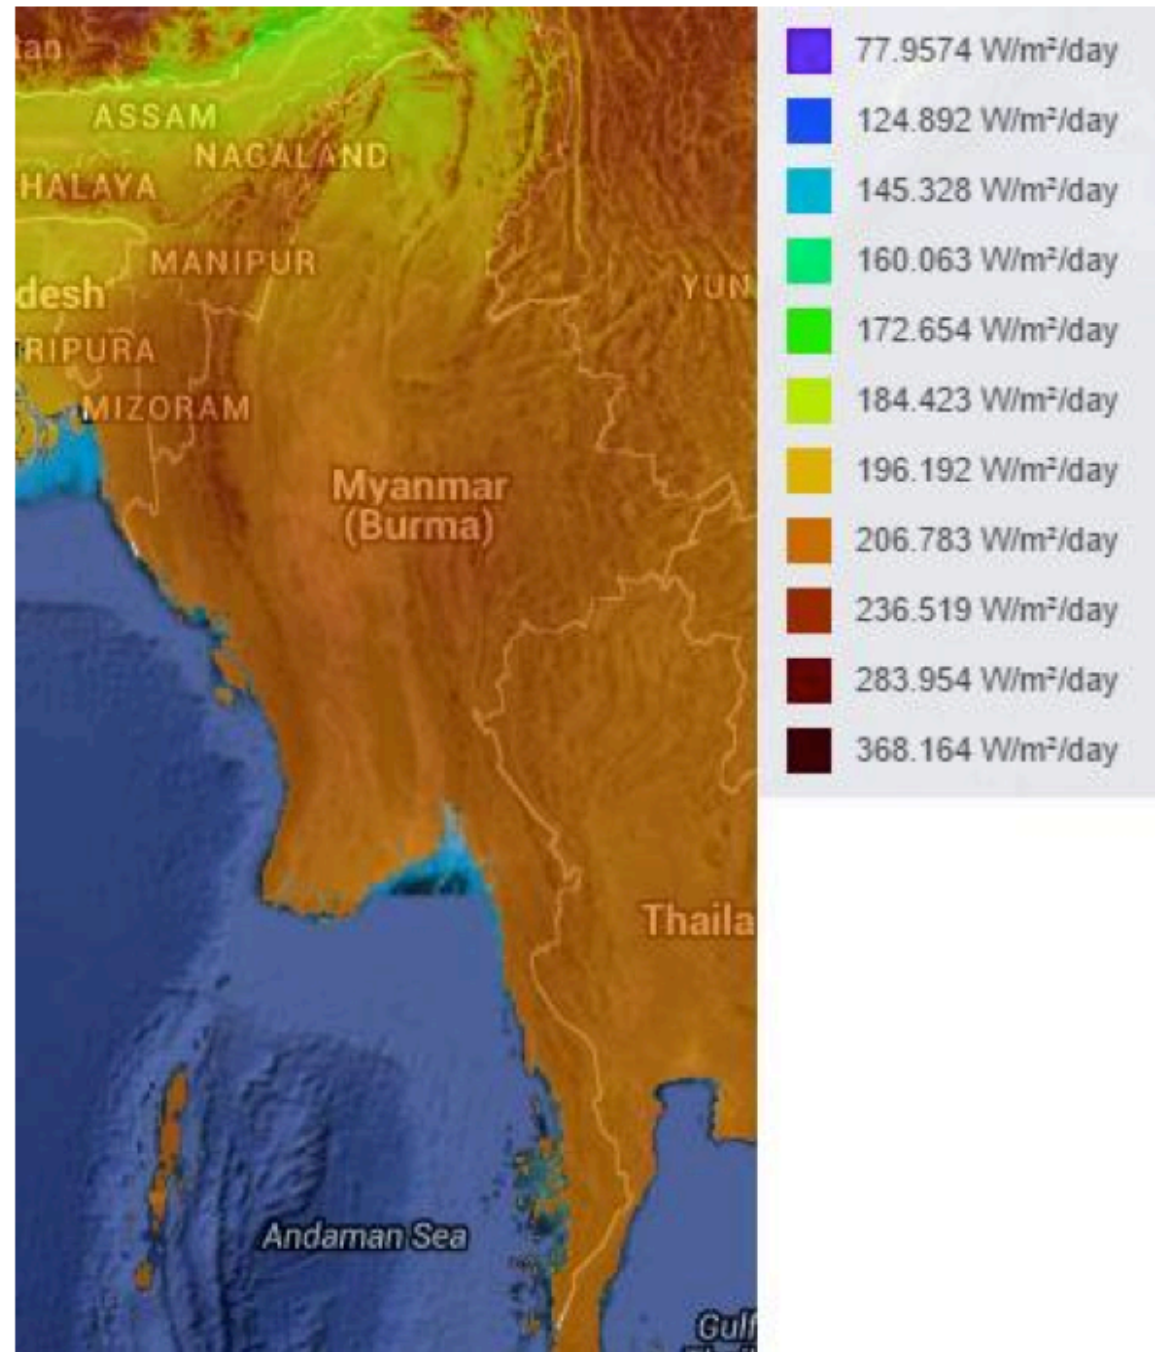 tan
ASSAM
NAGALAND
HALAYA
MANIPUR
desh
YUN
RIPURA
MIZORAM
Myanmar
(Burma)
Thaila
Andaman Sea
Gulf
77.9574 W/m²/day
124.892 W/m²/day
145.328 W/m²/day
160.063 W/m²/day
172.654 W/m²/day
184.423 W/m²/day
196.192 W/m²/day
206.783 W/m²/day
236.519 W/m²/day
283.954 W/m²/day
368.164 W/m²/day